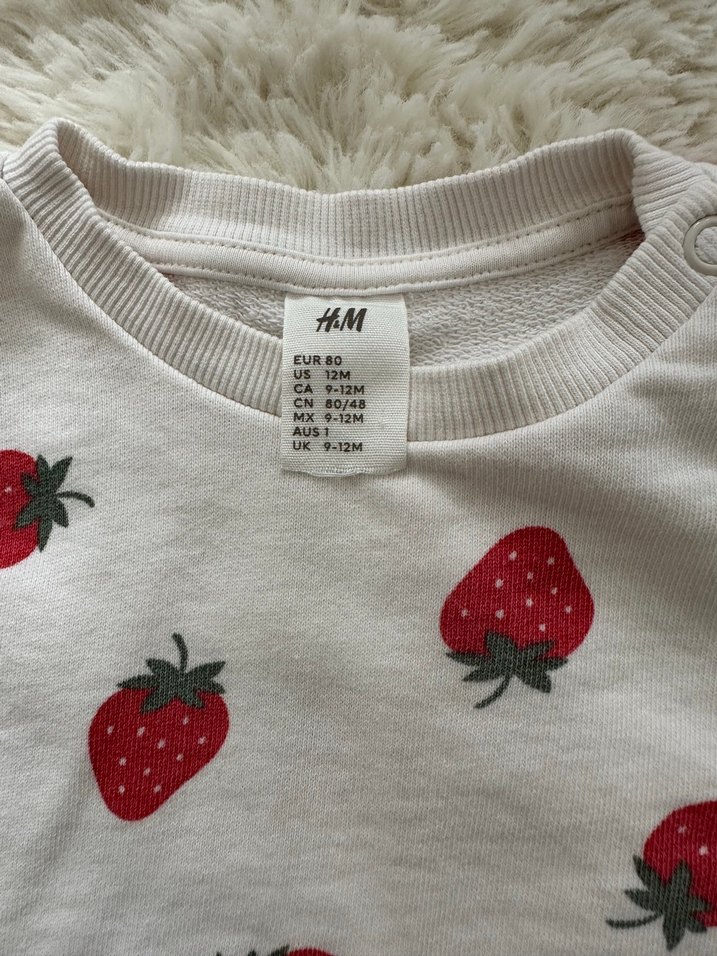 H&M
EUR 80
US 12M
CA 9-12M
CN 80/48
MX 9-12M
AUS 1
UK 9-12M